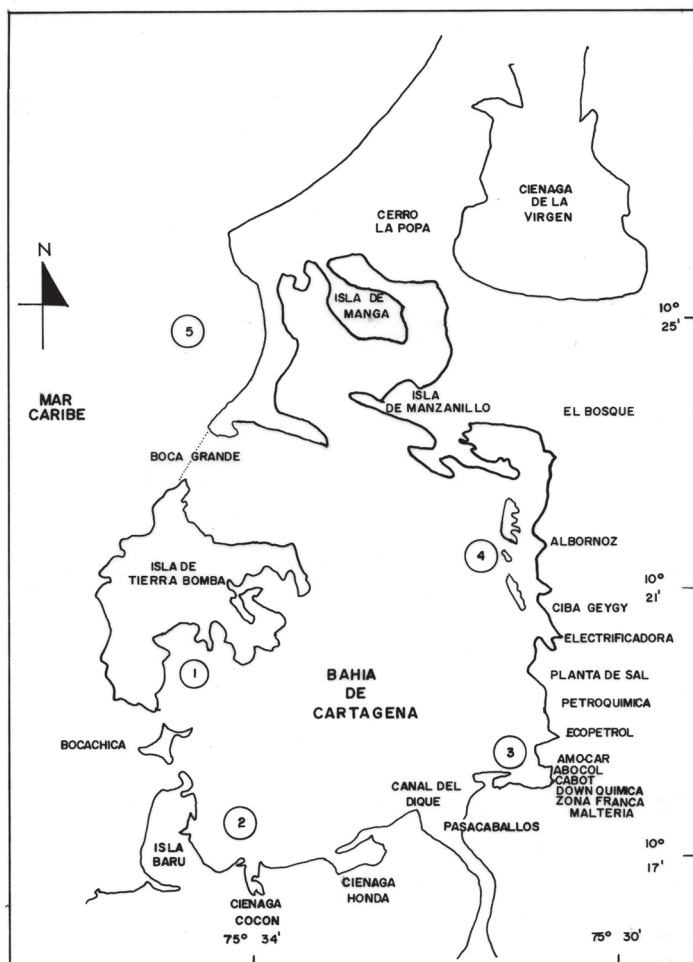 CIENAGA
DE LA
VIRGEN
CERRO
LA POPA
N
ISLA DE
MANGA
10°
25'
5
MAR
CARIBE
ISLA
DE MANZANILLO
EL BOSQUE
BOCA GRANDE
ALBORNOZ
4
ISLA DE
TIERRA BOMBA
10°
21'
CIBA GEYGY
ELECTRIFICADORA
1
BAHIA
DE
CARTAGENA
PLANTA DE SAL
PETROQUIMICA
ECOPETROL
BOCACHICA
3
AMOCAR
ABOCOL
CABOT
DOWN QUIMICA
ZONA FRANCA
MALTERIA
CANAL DEL
DIQUE
PASACABALLOS
2
ISLA
BARU
10°
17'
CIENAGA
HONDA
CIENAGA
COCON
75° 34'
75° 30'